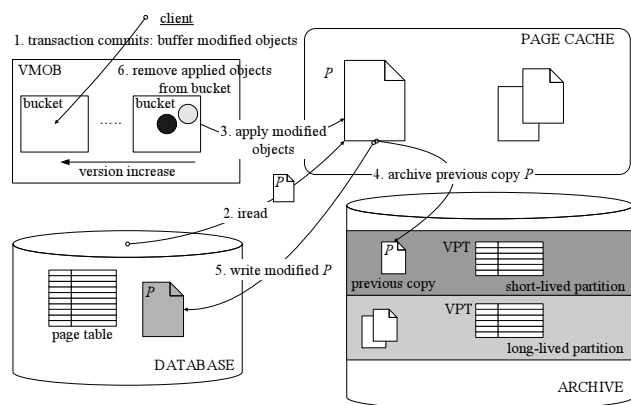 client
1. transaction commits: buffer modified objects
PAGE CACHE
VMOB
6. remove applied objects
from bucket
P
bucket
.....
bucket
3. apply modified
objects
version increase
4. archive previous copy P
P
2. iread
P
VPT
5. write modified P
previous copy
short-lived partition
P
page table
VPT
long-lived partition
DATABASE
ARCHIVE